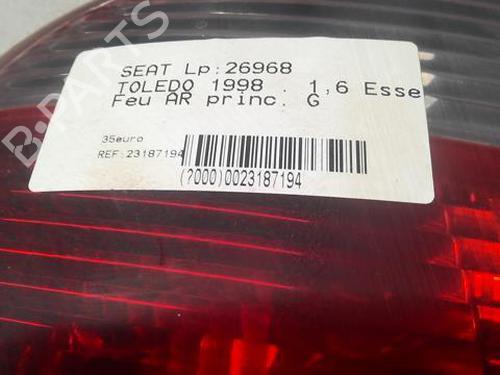 SEAT Lp:26968
TOLEDO 1998 . 1,6 Esse
Feu AR princ. G
35euro
REF:23187194
(2000)0023187194
B-PARTS